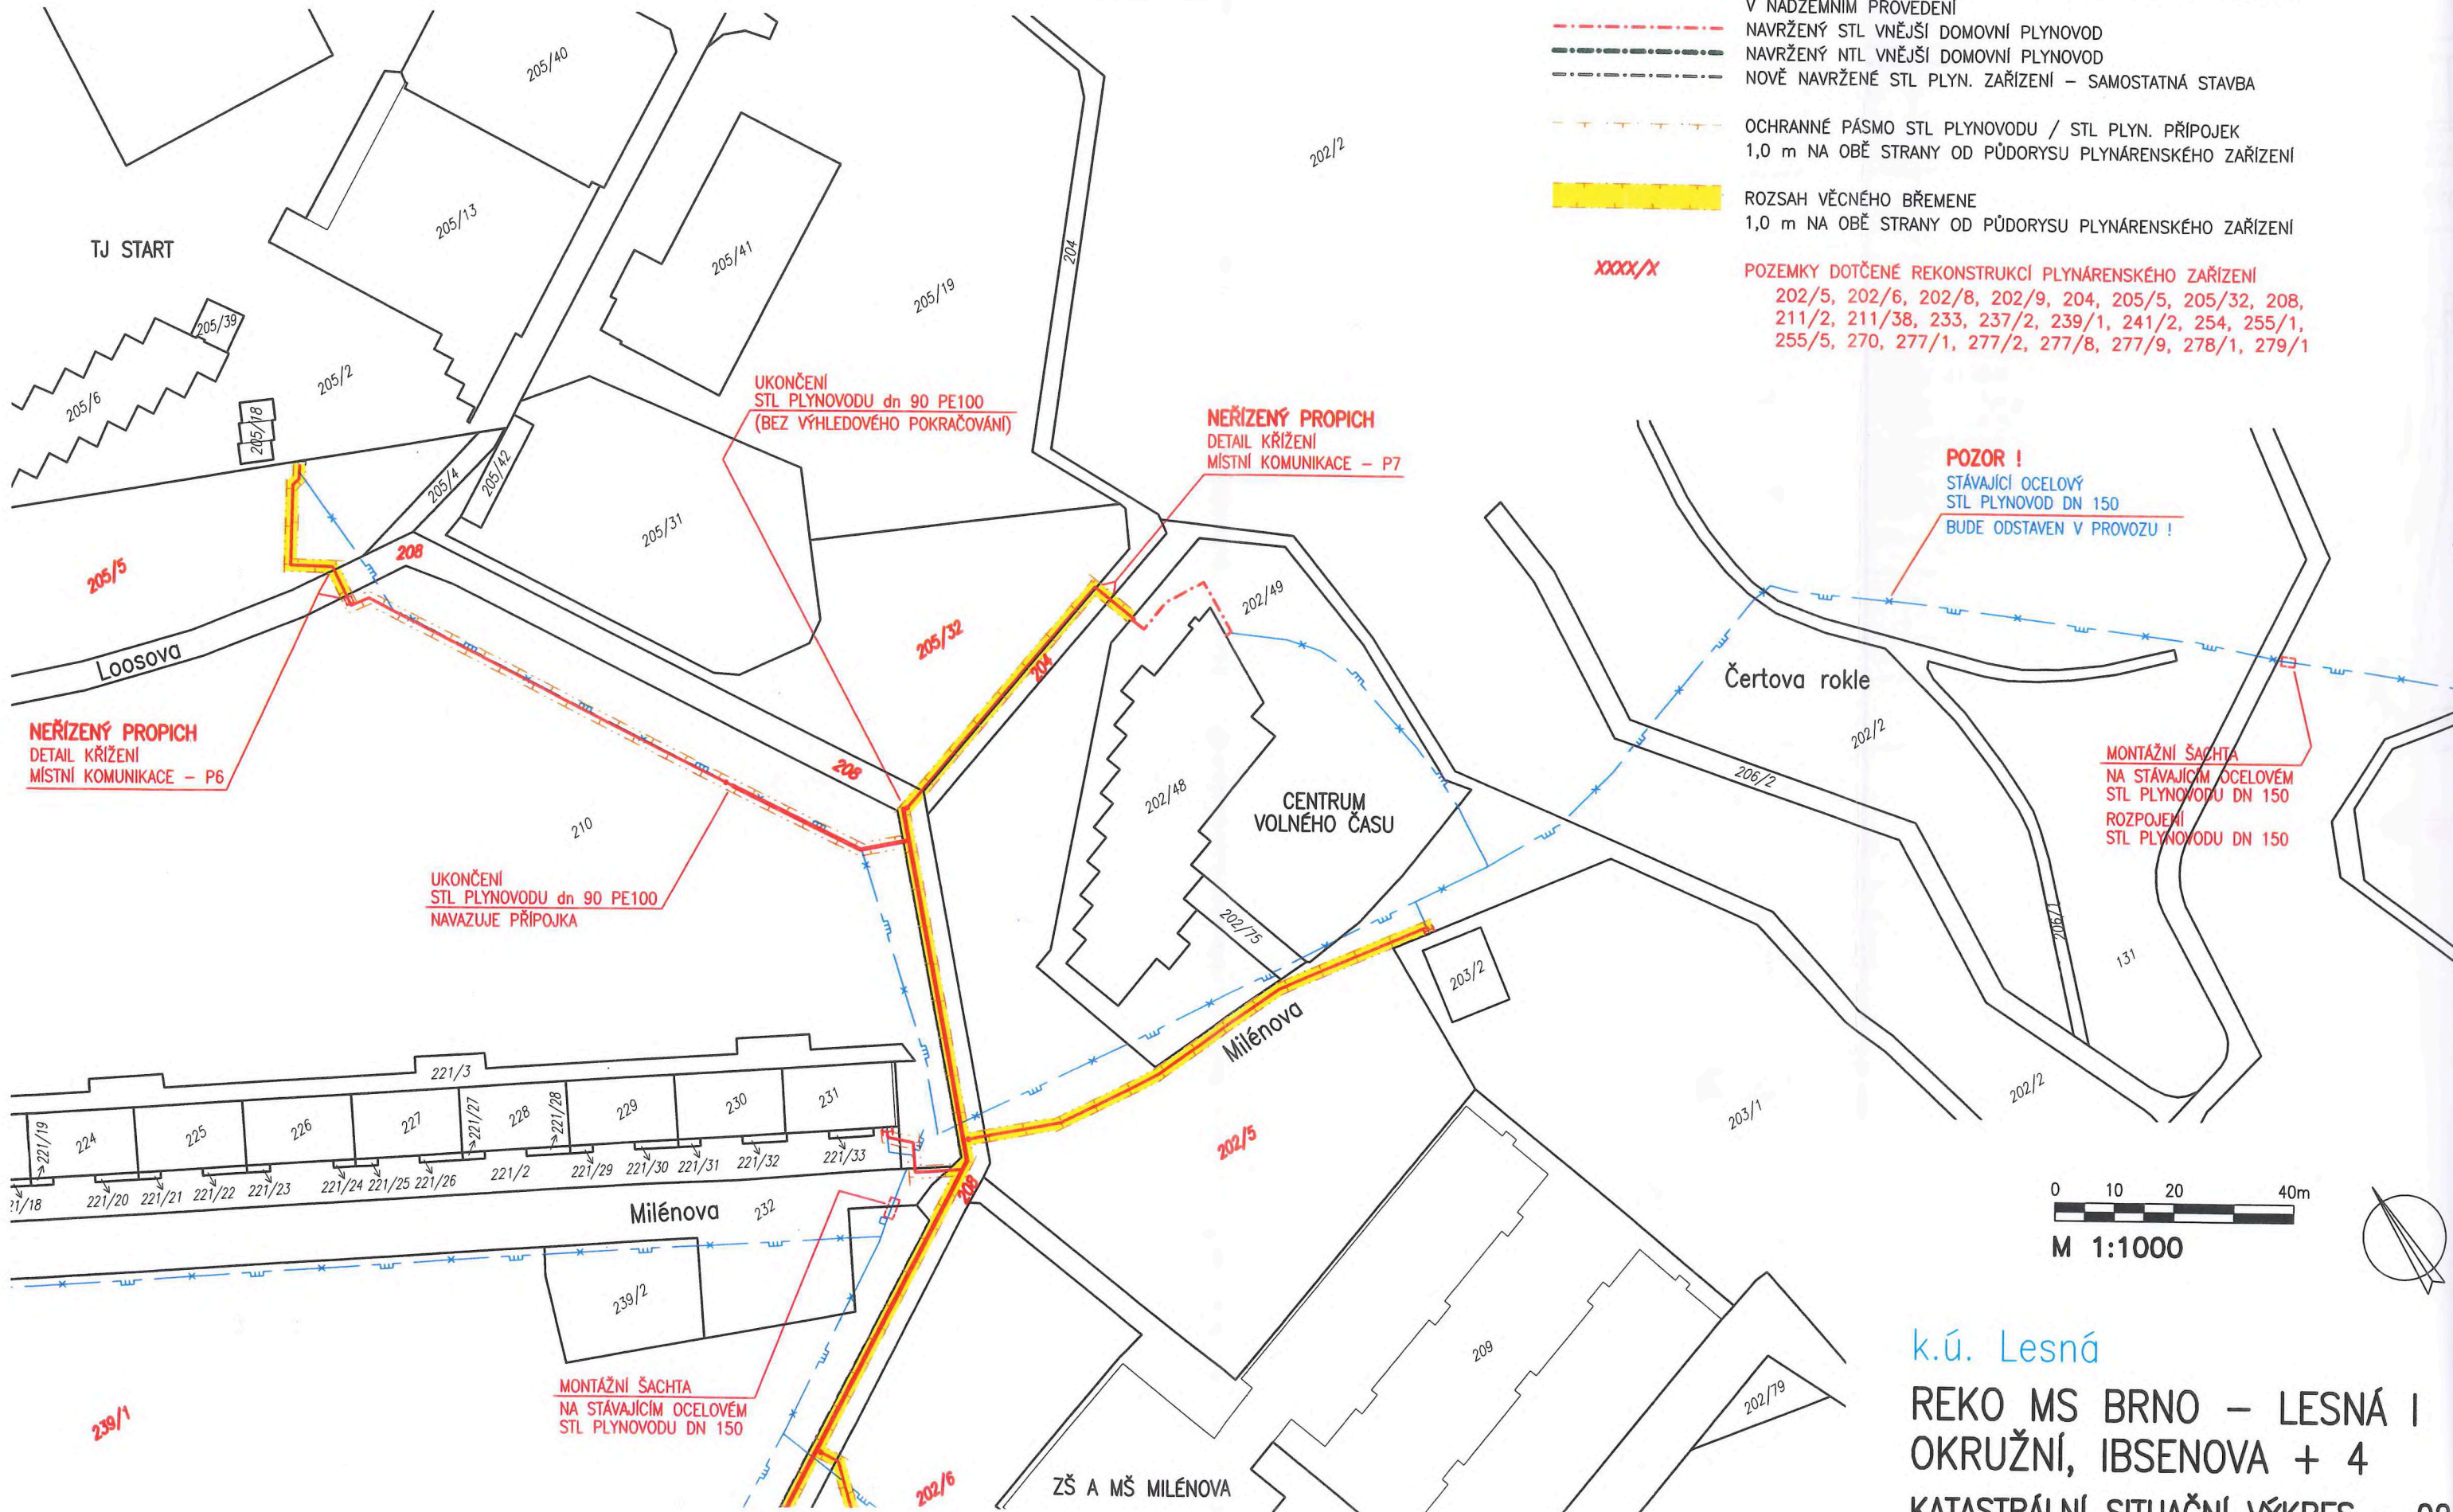 V NADZEMNÍM PROVEDENÍ
NAVRŽENÝ STL VNĚJŠÍ DOMOVNÍ PLYNOVOD
NAVRŽENÝ NTL VNĚJŠÍ DOMOVNÍ PLYNOVOD
NOVĚ NAVRŽENÉ STL PLYN. ZAŘÍZENÍ – SAMOSTATNÁ STAVBA
OCHRANNÉ PÁSMO STL PLYNOVODU / STL PLYN. PŘÍPOJEK
1,0 m NA OBĚ STRANY OD PŮDORYSU PLYNÁRENSKÉHO ZAŘÍZENÍ
ROZSAH VĚCNÉHO BŘEMENE
1,0 m NA OBĚ STRANY OD PŮDORYSU PLYNÁRENSKÉHO ZAŘÍZENÍ
XXXX/X
POZEMKY DOTČENÉ REKONSTRUKCÍ PLYNÁRENSKÉHO ZAŘÍZENÍ
202/5, 202/6, 202/8, 202/9, 204, 205/5, 205/32, 208,
211/2, 211/38, 233, 237/2, 239/1, 241/2, 254, 255/1,
255/5, 270, 277/1, 277/2, 277/8, 277/9, 278/1, 279/1
205/40
205/13
205/41
202/2
204
TJ START
205/39
205/19
205/2
205/6
205/18
UKONČENÍ
STL PLYNOVODU dn 90 PE100
(BEZ VÝHLEDOVÉHO POKRAČOVÁNÍ)
NEŘÍZENÝ PROPICH
DETAIL KŘÍŽENÍ
MÍSTNÍ KOMUNIKACE – P7
POZOR !
STÁVAJÍCÍ OCELOVÝ
STL PLYNOVOD DN 150
BUDE ODSTAVEN V PROVOZU !
205/4
205/42
205/31
208
205/5
202/49
205/32
204
Loosova
Čertova rokle
202/2
NEŘÍZENÝ PROPICH
DETAIL KŘÍŽENÍ
MÍSTNÍ KOMUNIKACE – P6
208
202/48
CENTRUM
VOLNÉHO ČASU
206/2
MONTÁŽNÍ ŠACHTA
NA STÁVAJÍCÍM OCELOVÉM
STL PLYNOVODU DN 150
ROZPOJENÍ
STL PLYNOVODU DN 150
210
UKONČENÍ
STL PLYNOVODU dn 90 PE100
NAVAZUJE PŘÍPOJKA
202/75
203/2
206/1
131
Milénova
221/3
221/19
224
225
226
227
221/27
228
221/28
229
230
231
202/5
203/1
202/2
21/18
221/20
221/21
221/22
221/23
221/24
221/25
221/26
221/2
221/29
221/30
221/31
221/32
221/33
208
Milénova
232
0 10 20 40m
M 1:1000
239/2
209
k.ú. Lesná
REKO MS BRNO – LESNÁ I
OKRUŽNÍ, IBSENOVA + 4
KATASTRÁLNÍ SITUAČNÍ VÝKRES
MONTÁŽNÍ ŠACHTA
NA STÁVAJÍCÍM OCELOVÉM
STL PLYNOVODU DN 150
239/1
202/79
202/6
ZŠ A MŠ MILÉNOVA